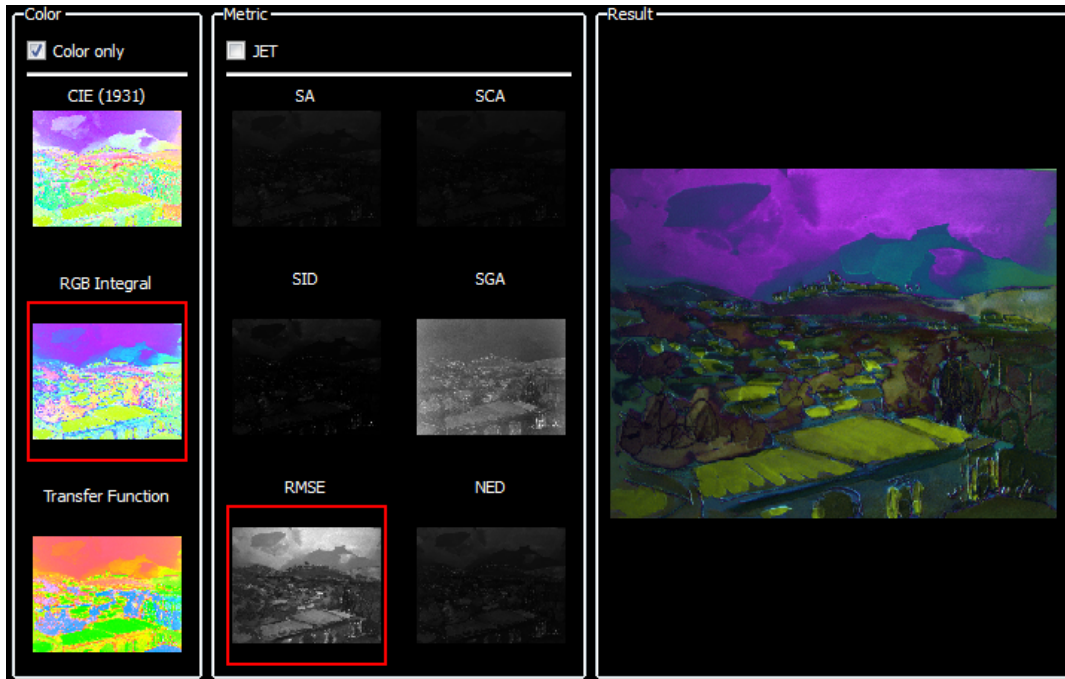 Color
Color only
CIE (1931)
RGB Integral
Transfer Function
Metric
JET
SA
SCA
SID
SGA
RMSE
NED
Result